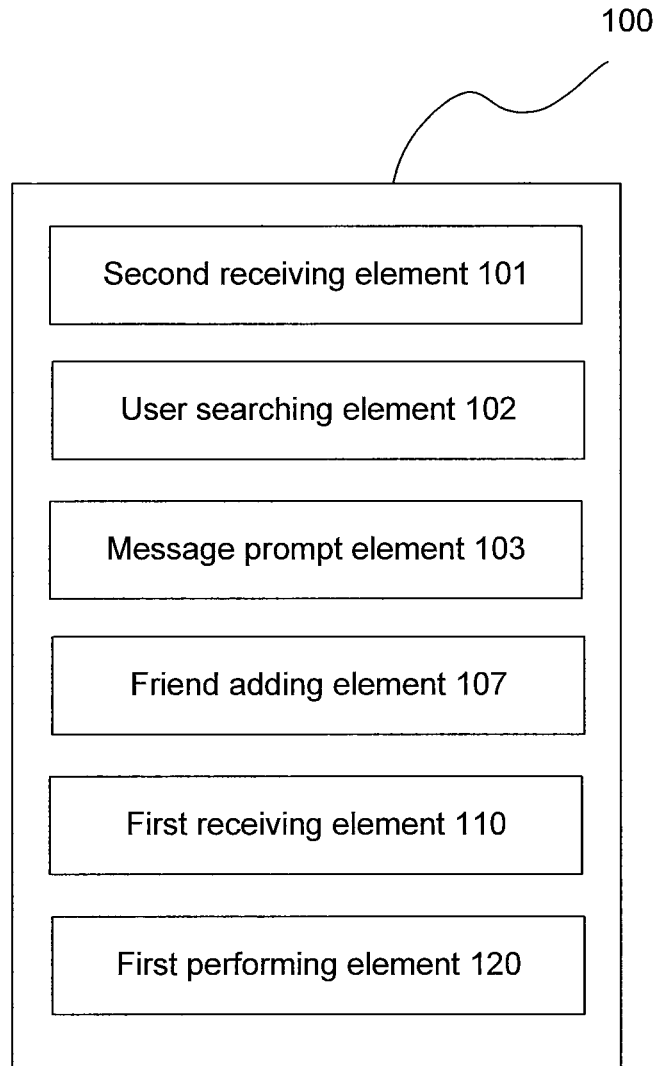 100
Second receiving element 101
User searching element 102
Message prompt element 103
Friend adding element 107
First receiving element 110
First performing element 120